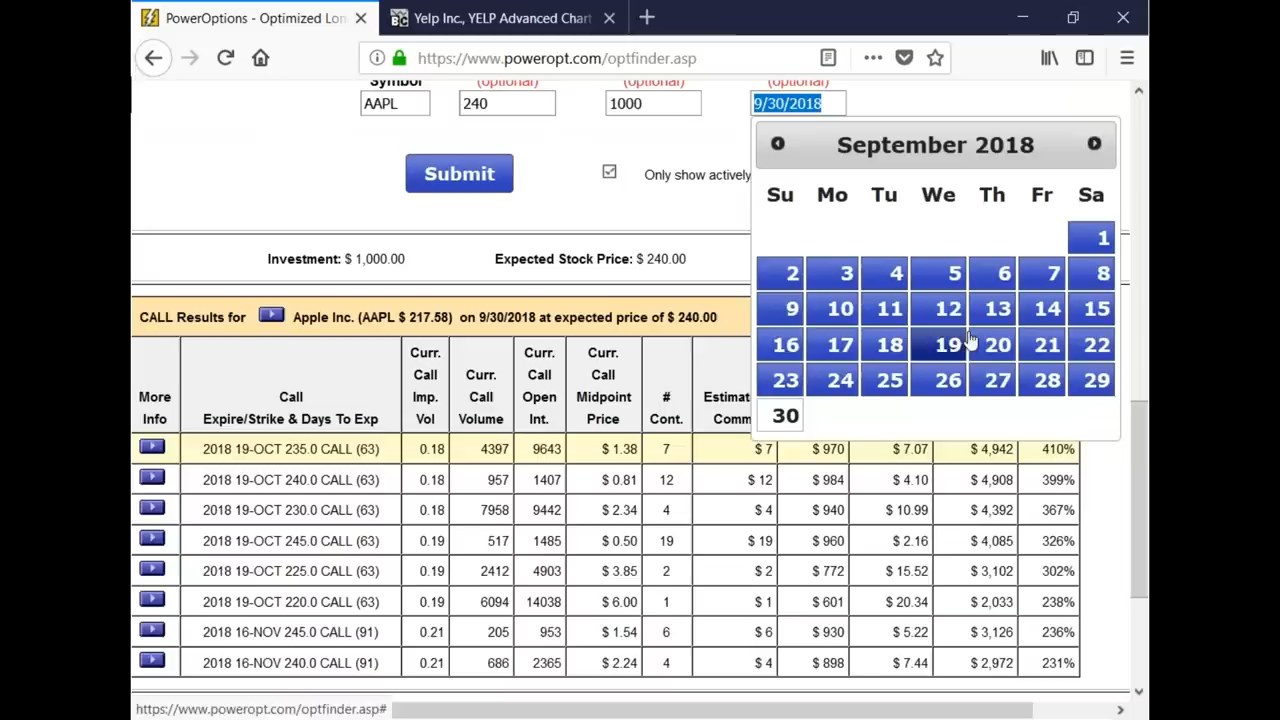 PowerOptions - Optimized Lon
Yelp Inc., YELP Advanced Chart
https://www.poweropt.com/optfinder.asp
Symbol (optional) (optional) (optional)
AAPL 240 1000 9/30/2018
Submit
Only show actively
September 2018
Su Mo Tu We Th Fr Sa
1
2 3 4 5 6 7 8
9 10 11 12 13 14 15
16 17 18 19 20 21 22
23 24 25 26 27 28 29
30
Investment: $ 1,000.00 Expected Stock Price: $ 240.00
CALL Results for Apple Inc. (AAPL $ 217.58) on 9/30/2018 at expected price of $ 240.00
More Info
Call Expire/Strike & Days To Exp
Curr. Call Imp. Vol
Curr. Call Volume
Curr. Call Open Int.
Curr. Call Midpoint Price
# Cont.
Estimat Comm
2018 19-OCT 235.0 CALL (63) 0.18 4397 9643 $ 1.38 7 $ 7 $ 970 $ 7.07 $ 4,942 410%
2018 19-OCT 240.0 CALL (63) 0.18 957 1407 $ 0.81 12 $ 12 $ 984 $ 4.10 $ 4,908 399%
2018 19-OCT 230.0 CALL (63) 0.18 7958 9442 $ 2.34 4 $ 4 $ 940 $ 10.99 $ 4,392 367%
2018 19-OCT 245.0 CALL (63) 0.19 517 1485 $ 0.50 19 $ 19 $ 960 $ 2.16 $ 4,085 326%
2018 19-OCT 225.0 CALL (63) 0.19 2412 4903 $ 3.85 2 $ 2 $ 772 $ 15.52 $ 3,102 302%
2018 19-OCT 220.0 CALL (63) 0.19 6094 14038 $ 6.00 1 $ 1 $ 601 $ 20.34 $ 2,033 238%
2018 16-NOV 245.0 CALL (91) 0.21 205 953 $ 1.54 6 $ 6 $ 930 $ 5.22 $ 3,126 236%
2018 16-NOV 240.0 CALL (91) 0.21 686 2365 $ 2.24 4 $ 4 $ 898 $ 7.44 $ 2,972 231%
https://www.poweropt.com/optfinder.asp#